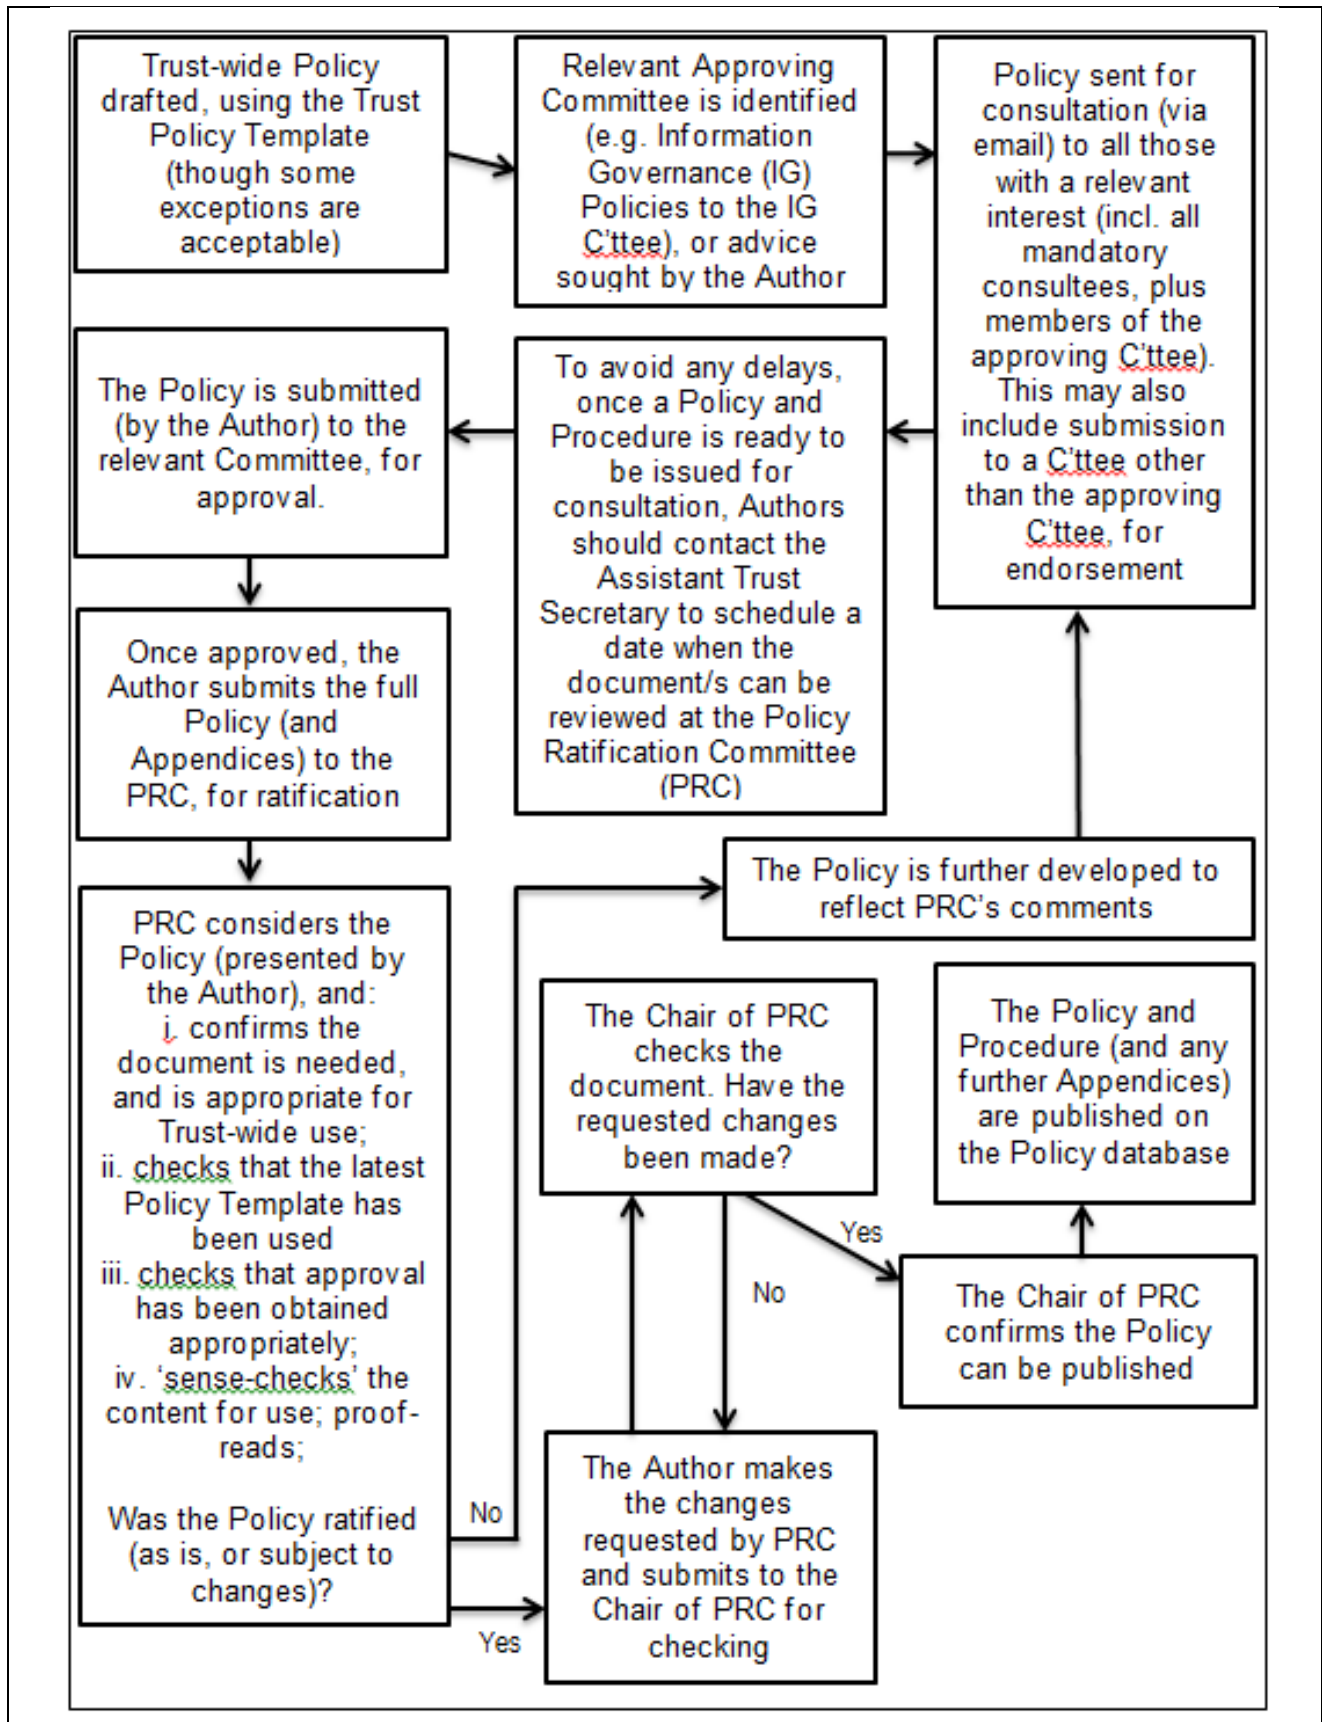 Trust-wide Policy
drafted, using the Trust
Policy Template
(though some
exceptions are
acceptable)
Relevant Approving
Committee is identified
(e.g. Information
Governance (IG)
Policies to the IG
C'ttee), or advice
sought by the Author
Policy sent for
consultation (via
email) to all those
with a relevant
interest (incl. all
mandatory
consultees, plus
members of the
approving C'ttee).
This may also
include submission
to a C'ttee other
than the approving
C'ttee, for
endorsement
To avoid any delays,
once a Policy and
Procedure is ready to
be issued for
consultation, Authors
should contact the
Assistant Trust
Secretary to schedule a
date when the
document/s can be
reviewed at the Policy
Ratification Committee
(PRC)
The Policy is submitted
(by the Author) to the
relevant Committee, for
approval.
Once approved, the
Author submits the full
Policy (and
Appendices) to the
PRC, for ratification
PRC considers the
Policy (presented by
the Author), and:
i. confirms the
document is needed,
and is appropriate for
Trust-wide use;
ii. checks that the latest
Policy Template has
been used
iii. checks that approval
has been obtained
appropriately;
iv. 'sense-checks' the
content for use; proof-
reads;
Was the Policy ratified
(as is, or subject to
changes)?
No
Yes
The Policy is further developed to
reflect PRC's comments
The Chair of PRC
checks the
document. Have the
requested changes
been made?
Yes
No
The Author makes
the changes
requested by PRC
and submits to the
Chair of PRC for
checking
The Chair of PRC
confirms the Policy
can be published
The Policy and
Procedure (and any
further Appendices)
are published on
the Policy database